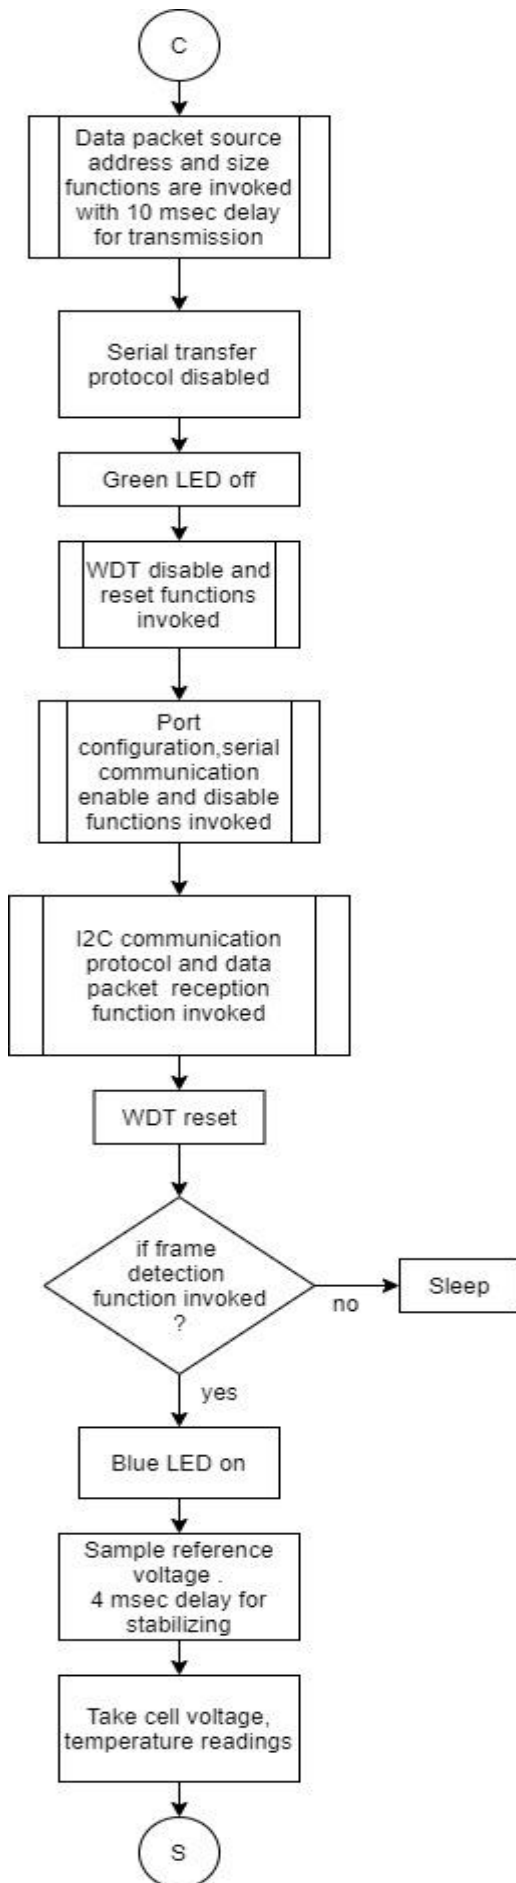 C
Data packet source
address and size
functions are invoked
with 10 msec delay
for transmission
Serial transfer
protocol disabled
Green LED off
WDT disable and
reset functions
invoked
Port
configuration,serial
communication
enable and disable
functions invoked
I2C communication
protocol and data
packet reception
function invoked
WDT reset
if frame
detection
function invoked
?
no
Sleep
yes
Blue LED on
Sample reference
voltage .
4 msec delay for
stabilizing
Take cell voltage,
temperature readings
S